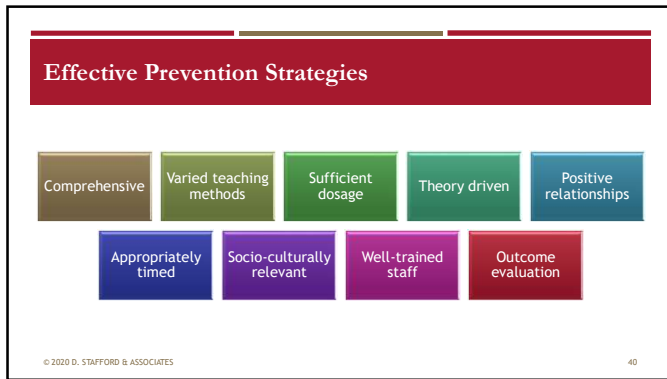 Effective Prevention Strategies
Comprehensive
Varied teaching
methods
Sufficient
dosage
Theory driven
Positive
relationships
Appropriately
timed
Socio-culturally
relevant
Well-trained
staff
Outcome
evaluation
© 2020 D. STAFFORD & ASSOCIATES
40